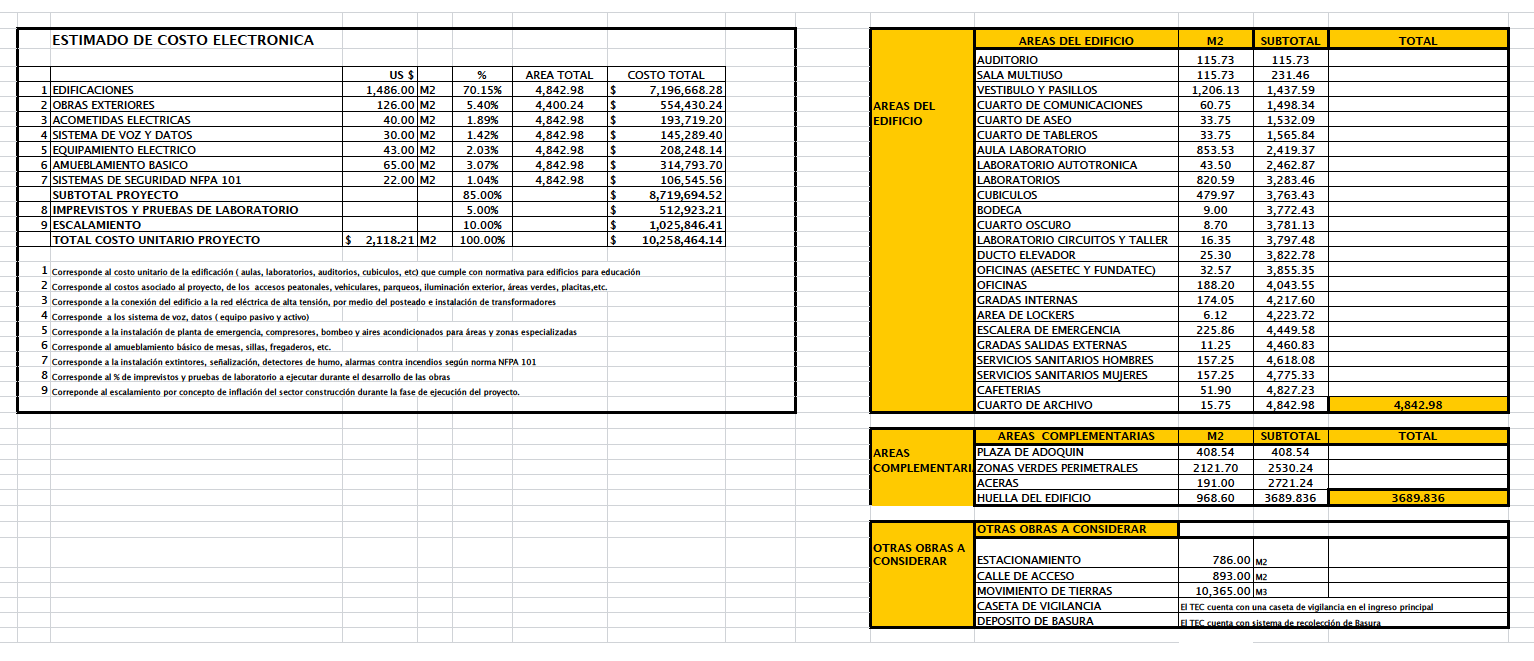 ESTIMADO DE COSTO ELECTRONICA
US $ % AREA TOTAL COSTO TOTAL
1 EDIFICACIONES 1,486.00 M2 70.15% 4,842.98 $ 7,196,668.28
2 OBRAS EXTERIORES 126.00 M2 5.40% 4,400.24 $ 554,430.24
3 ACOMETIDAS ELECTRICAS 40.00 M2 1.89% 4,842.98 $ 193,719.20
4 SISTEMA DE VOZ Y DATOS 30.00 M2 1.42% 4,842.98 $ 145,289.40
5 EQUIPAMIENTO ELECTRICO 43.00 M2 2.03% 4,842.98 $ 208,248.14
6 AMUEBLAMIENTO BASICO 65.00 M2 3.07% 4,842.98 $ 314,793.70
7 SISTEMAS DE SEGURIDAD NFPA 101 22.00 M2 1.04% 4,842.98 $ 106,545.56
SUBTOTAL PROYECTO 85.00% $ 8,719,694.52
8 IMPREVISTOS Y PRUEBAS DE LABORATORIO 5.00% $ 512,923.21
9 ESCALAMIENTO 10.00% $ 1,025,846.41
TOTAL COSTO UNITARIO PROYECTO $ 2,118.21 M2 100.00% $ 10,258,464.14
1 Corresponde al costo unitario de la edificación ( aulas, laboratorios, auditorios, cubiculos, etc) que cumple con normativa para edificios para educación
2 Corresponde al costos asociado al proyecto, de los accesos peatonales, vehiculares, parqueos, iluminación exterior, áreas verdes, placitas,etc.
3 Corresponde a la conexión del edificio a la red eléctrica de alta tensión, por medio del posteado e instalación de transformadores
4 Corresponde a los sistema de voz, datos ( equipo pasivo y activo)
5 Corresponde a la instalación de planta de emergencia, compresores, bombeo y aires acondicionados para áreas y zonas especializadas
6 Corresponde al amueblamiento básico de mesas, sillas, fregaderos, etc.
7 Corresponde a la instalación extintores, señalización, detectores de humo, alarmas contra incendios según norma NFPA 101
8 Corresponde al % de imprevistos y pruebas de laboratorio a ejecutar durante el desarrollo de las obras
9 Correponde al escalamiento por concepto de inflación del sector construcción durante la fase de ejecución del proyecto.
AREAS DEL EDIFICIO
AREAS DEL EDIFICIO M2 SUBTOTAL TOTAL
AUDITORIO 115.73 115.73
SALA MULTIUSO 115.73 231.46
VESTIBULO Y PASILLOS 1,206.13 1,437.59
CUARTO DE COMUNICACIONES 60.75 1,498.34
CUARTO DE ASEO 33.75 1,532.09
CUARTO DE TABLEROS 33.75 1,565.84
AULA LABORATORIO 853.53 2,419.37
LABORATORIO AUTOTRONICA 43.50 2,462.87
LABORATORIOS 820.59 3,283.46
CUBICULOS 479.97 3,763.43
BODEGA 9.00 3,772.43
CUARTO OSCURO 8.70 3,781.13
LABORATORIO CIRCUITOS Y TALLER 16.35 3,797.48
DUCTO ELEVADOR 25.30 3,822.78
OFICINAS (AESETEC Y FUNDATEC) 32.57 3,855.35
OFICINAS 188.20 4,043.55
GRADAS INTERNAS 174.05 4,217.60
AREA DE LOCKERS 6.12 4,223.72
ESCALERA DE EMERGENCIA 225.86 4,449.58
GRADAS SALIDAS EXTERNAS 11.25 4,460.83
SERVICIOS SANITARIOS HOMBRES 157.25 4,618.08
SERVICIOS SANITARIOS MUJERES 157.25 4,775.33
CAFETERIAS 51.90 4,827.23
CUARTO DE ARCHIVO 15.75 4,842.98 4,842.98
AREAS COMPLEMENTARI
AREAS COMPLEMENTARIAS M2 SUBTOTAL TOTAL
PLAZA DE ADOQUIN 408.54 408.54
ZONAS VERDES PERIMETRALES 2121.70 2530.24
ACERAS 191.00 2721.24
HUELLA DEL EDIFICIO 968.60 3689.836 3689.836
OTRAS OBRAS A CONSIDERAR
OTRAS OBRAS A CONSIDERAR
ESTACIONAMIENTO 786.00 M2
CALLE DE ACCESO 893.00 M2
MOVIMIENTO DE TIERRAS 10,365.00 M3
CASETA DE VIGILANCIA El TEC cuenta con una caseta de vigilancia en el ingreso principal
DEPOSITO DE BASURA El TEC cuenta con sistema de recolección de Basura